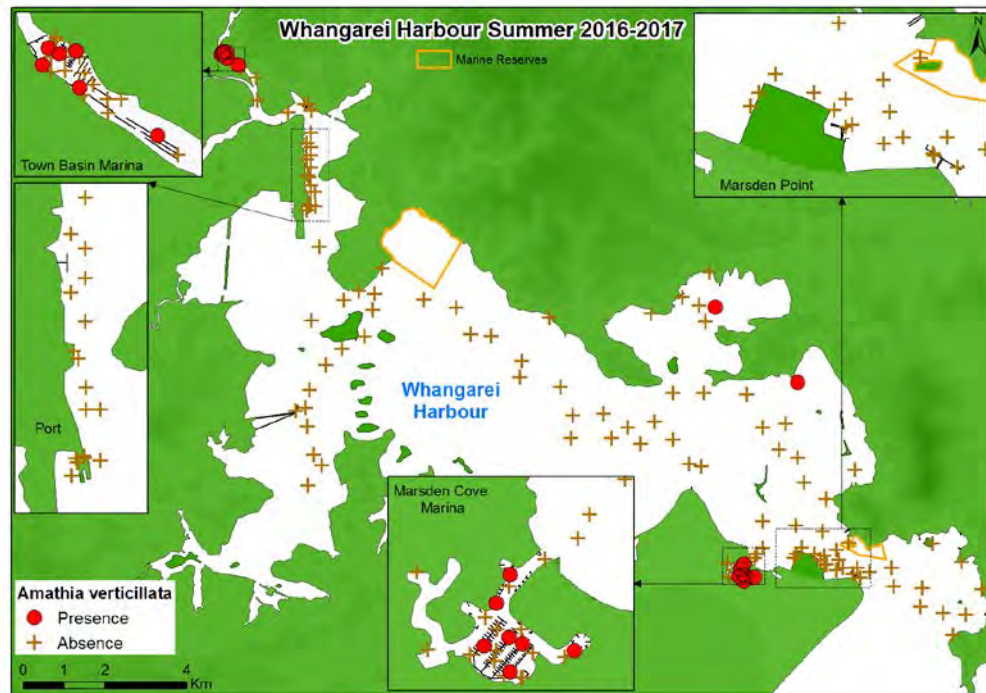 Whangarei Harbour Summer 2016-2017
Marine Reserves
N
Town Basin Marina
Marsden Point
Port
Whangarei
Harbour
Marsden Cove
Marina
Amathia verticillata
Presence
Absence
0 1 2 4
Km